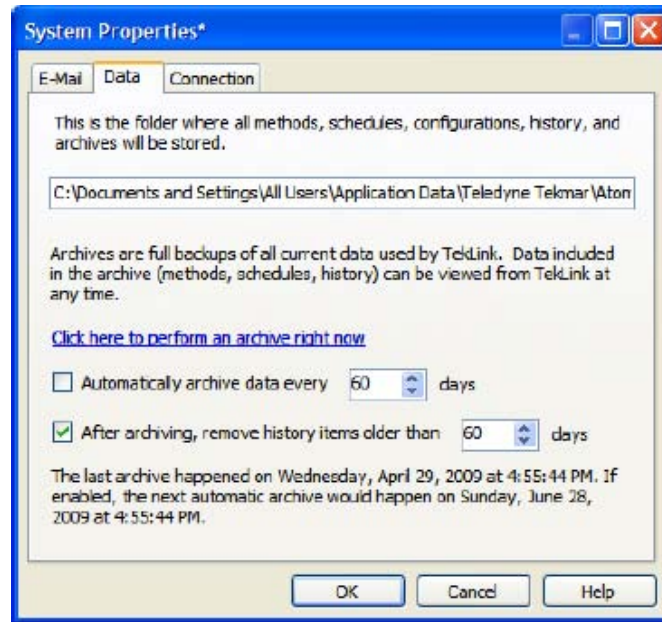 System Properties*
E-Mail Data Connection
This is the folder where all methods, schedules, configurations, history, and
archives will be stored.
C:\Documents and Settings\All Users\Application Data\Teledyne Tekmar\Atom
Archives are full backups of all current data used by TekLink. Data included
in the archive (methods, schedules, history) can be viewed from TekLink at
any time.
Click here to perform an archive right now
Automatically archive data every 60 days
After archiving, remove history items older than 60 days
The last archive happened on Wednesday, April 29, 2009 at 4:55:44 PM. If
enabled, the next automatic archive would happen on Sunday, June 28,
2009 at 4:55:44 PM.
OK Cancel Help